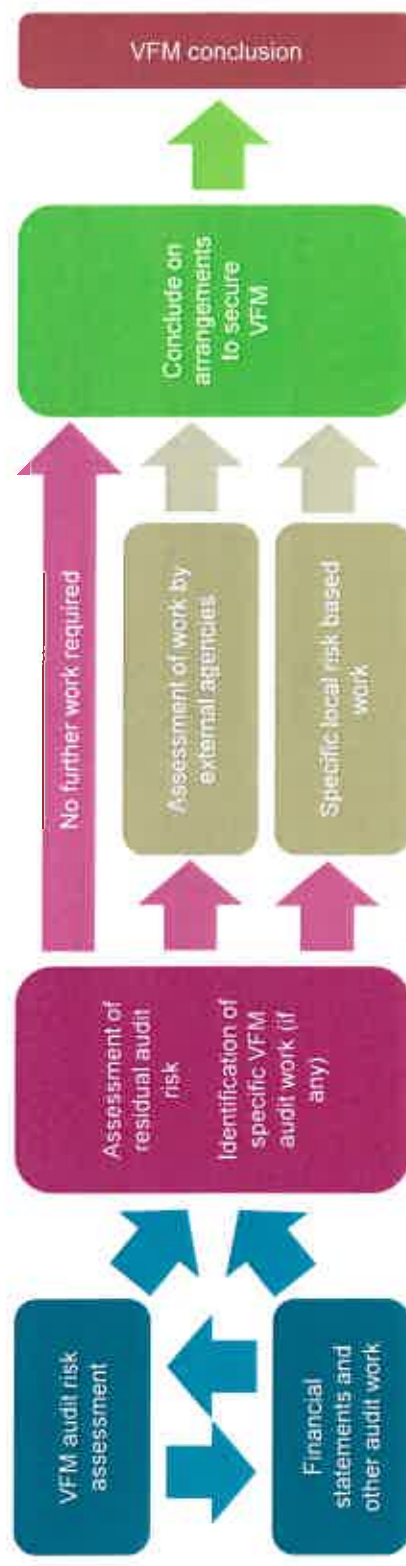 VFM audit risk
assessment
Financial
statements and
other audit work
Assessment of
residual audit
risk
Identification of
specific VFM
audit work (if
any)
No further work required
Assessment of work by
external agencies
Specific local risk based
work
Conclude on
arrangements
to secure
VFM
VFM conclusion